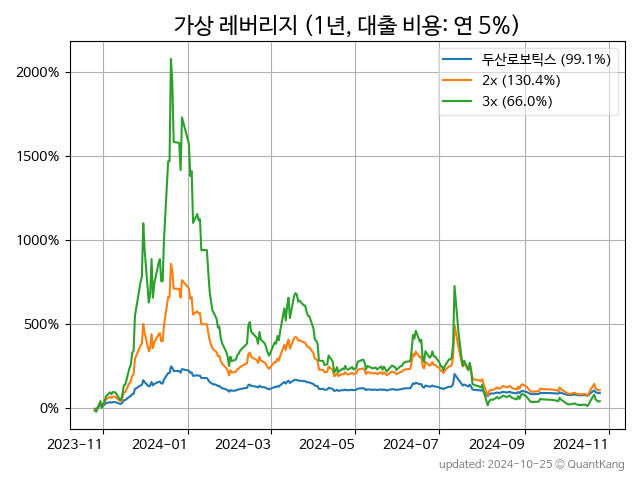 가상 레버리지 (1년, 대출 비용: 연 5%)
두산로보틱스 (99.1%)
2x (130.4%)
3x (66.0%)
2000%
1500%
1000%
500%
0%
2023-11 2024-01 2024-03 2024-05 2024-07 2024-09 2024-11
updated: 2024-10-25 © QuantKang